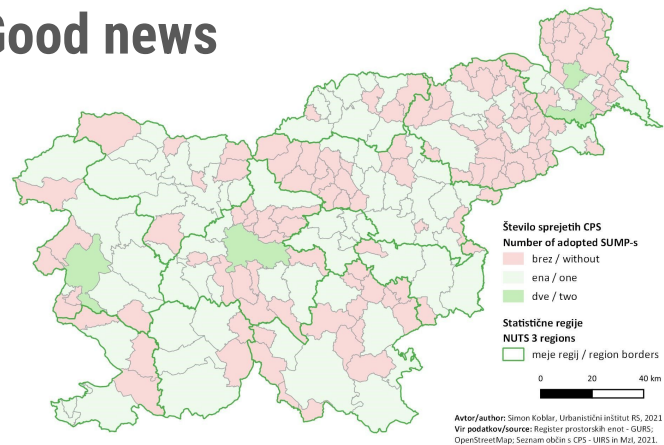 Good news
Število sprejetih CPS
Number of adopted SUMP-s
brez / without
ena / one
dve / two
Statistične regije
NUTS 3 regions
meje regij / region borders
0 20 40 km
Avtor/author: Simon Koblar, Urbanistični inštitut RS, 2021
Vir podatkov/source: Register prostorskih enot - GURS;
OpenStreetMap; Seznam občin s CPS - UIRS in MzI, 2021.